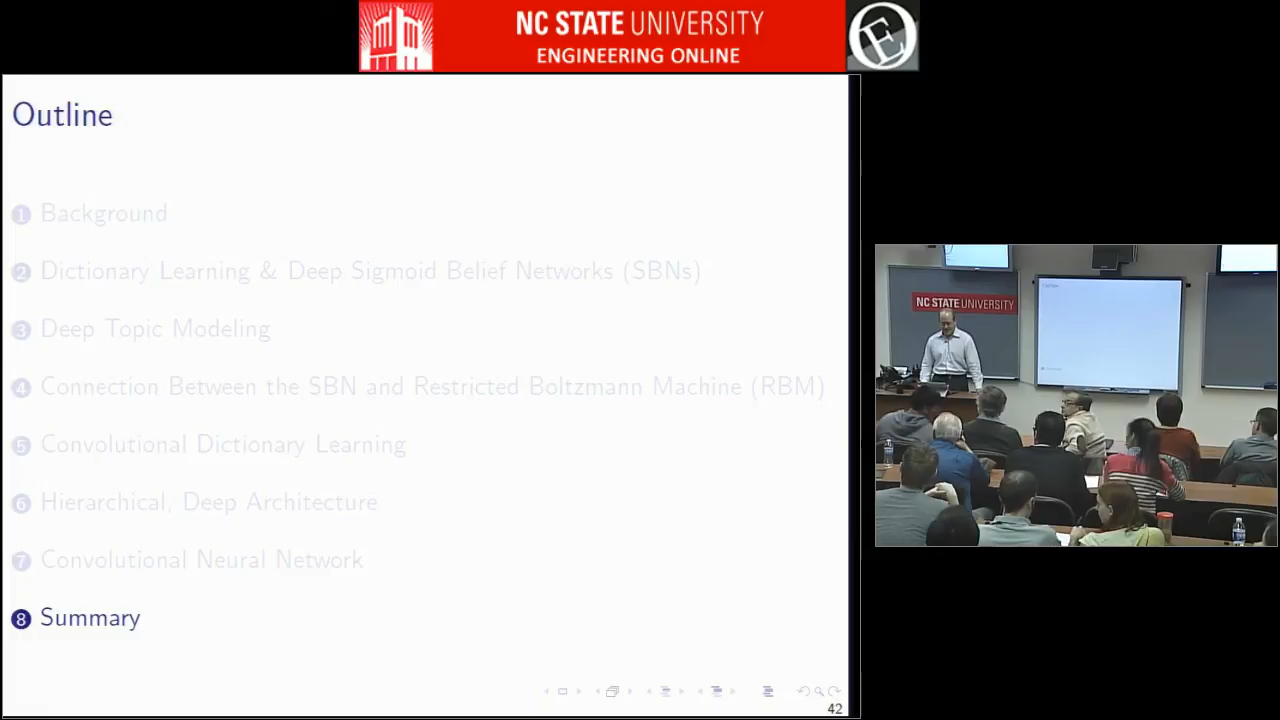 NC STATE UNIVERSITY
ENGINEERING ONLINE
OE
Outline
1 Background
2 Dictionary Learning & Deep Sigmoid Belief Networks (SBNs)
3 Deep Topic Modeling
4 Connection Between the SBN and Restricted Boltzmann Machine (RBM)
5 Convolutional Dictionary Learning
6 Hierarchical, Deep Architecture
7 Convolutional Neural Network
8 Summary
42
NC STATE UNIVERSITY